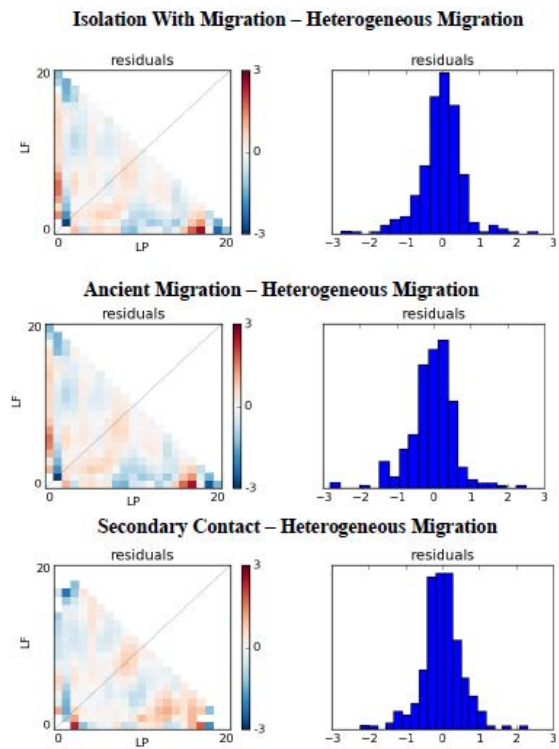 Isolation With Migration – Heterogeneous Migration
residuals
residuals
20
3
LF
0
0
-3
0
LP
20
−3 −2 −1 0 1 2 3
Ancient Migration – Heterogeneous Migration
residuals
residuals
20
3
LF
0
0
-3
0
LP
20
−3 −2 −1 0 1 2 3
Secondary Contact – Heterogeneous Migration
residuals
residuals
20
3
LF
0
0
-3
0
LP
20
−3 −2 −1 0 1 2 3